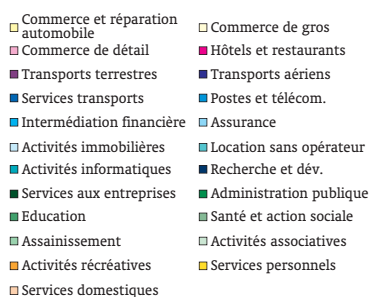 Commerce et réparation
automobile
Commerce de gros
Commerce de détail
Hôtels et restaurants
Transports terrestres
Transports aériens
Services transports
Postes et télécom.
Intermédiation financière
Assurance
Activités immobilières
Location sans opérateur
Activités informatiques
Recherche et dév.
Services aux entreprises
Administration publique
Education
Santé et action sociale
Assainissement
Activités associatives
Activités récréatives
Services personnels
Services domestiques